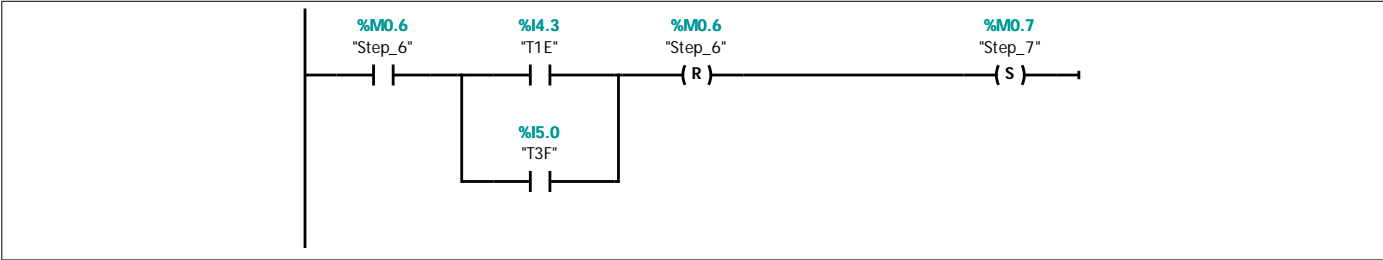 %M0.6 %I4.3 %M0.6 %M0.7
"Step_6" "T1E" "Step_6" "Step_7"
R S
%I5.0
"T3F"